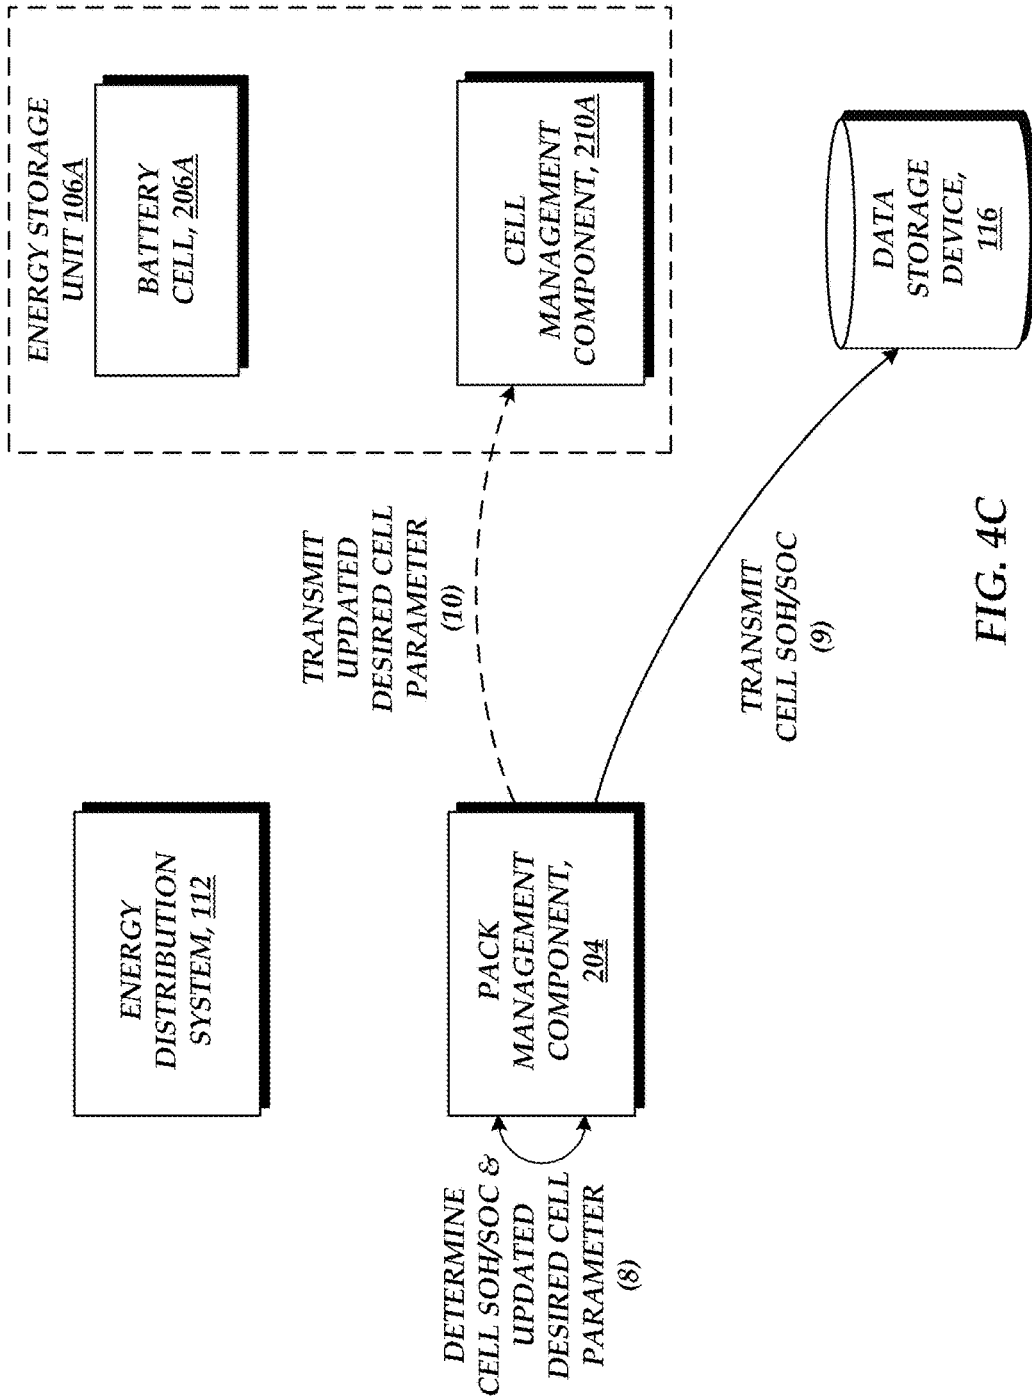 ENERGY
DISTRIBUTION
SYSTEM, 112
ENERGY STORAGE
UNIT 106A
BATTERY
CELL, 206A
TRANSMIT
UPDATED
DESIRED CELL
PARAMETER
(10)
DETERMINE
CELL SOH/SOC &
UPDATED
DESIRED CELL
PARAMETER
(8)
PACK
MANAGEMENT
COMPONENT,
204
CELL
MANAGEMENT
COMPONENT, 210A
TRANSMIT
CELL SOH/SOC
(9)
DATA
STORAGE
DEVICE,
116
FIG. 4C